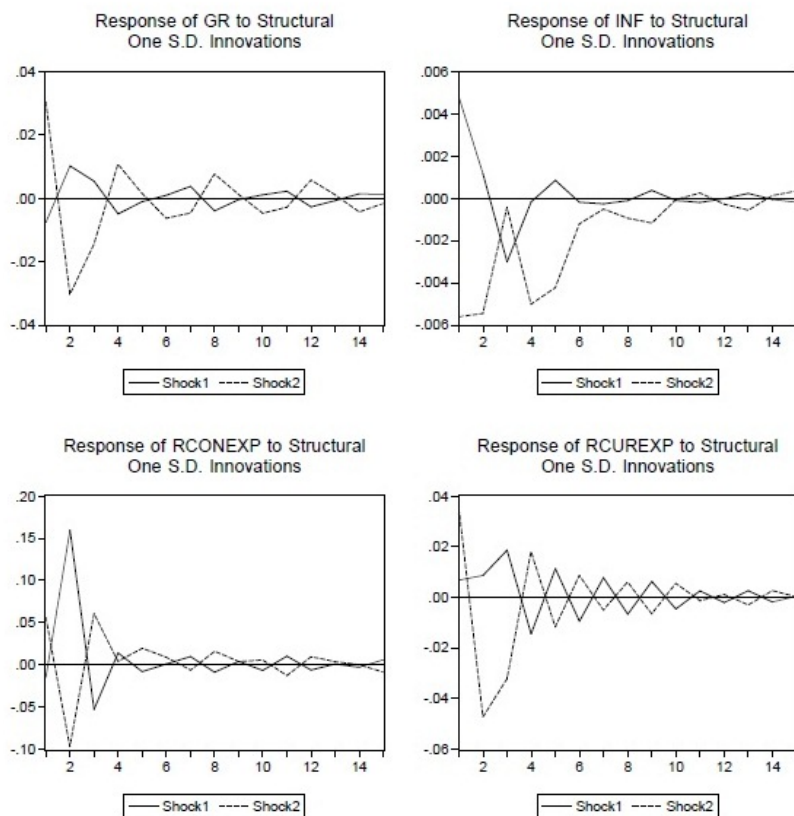 Response of GR to Structural
One S.D. Innovations
.04
.02
.00
-.02
-.04
2 4 6 8 10 12 14
Shock1 Shock2
Response of INF to Structural
One S.D. Innovations
.006
.004
.002
.000
-.002
-.004
-.006
2 4 6 8 10 12 14
Shock1 Shock2
Response of RCONEXP to Structural
One S.D. Innovations
.20
.15
.10
.05
.00
-.05
-.10
2 4 6 8 10 12 14
Shock1 Shock2
Response of RCUREXP to Structural
One S.D. Innovations
.04
.02
.00
-.02
-.04
-.06
2 4 6 8 10 12 14
Shock1 Shock2